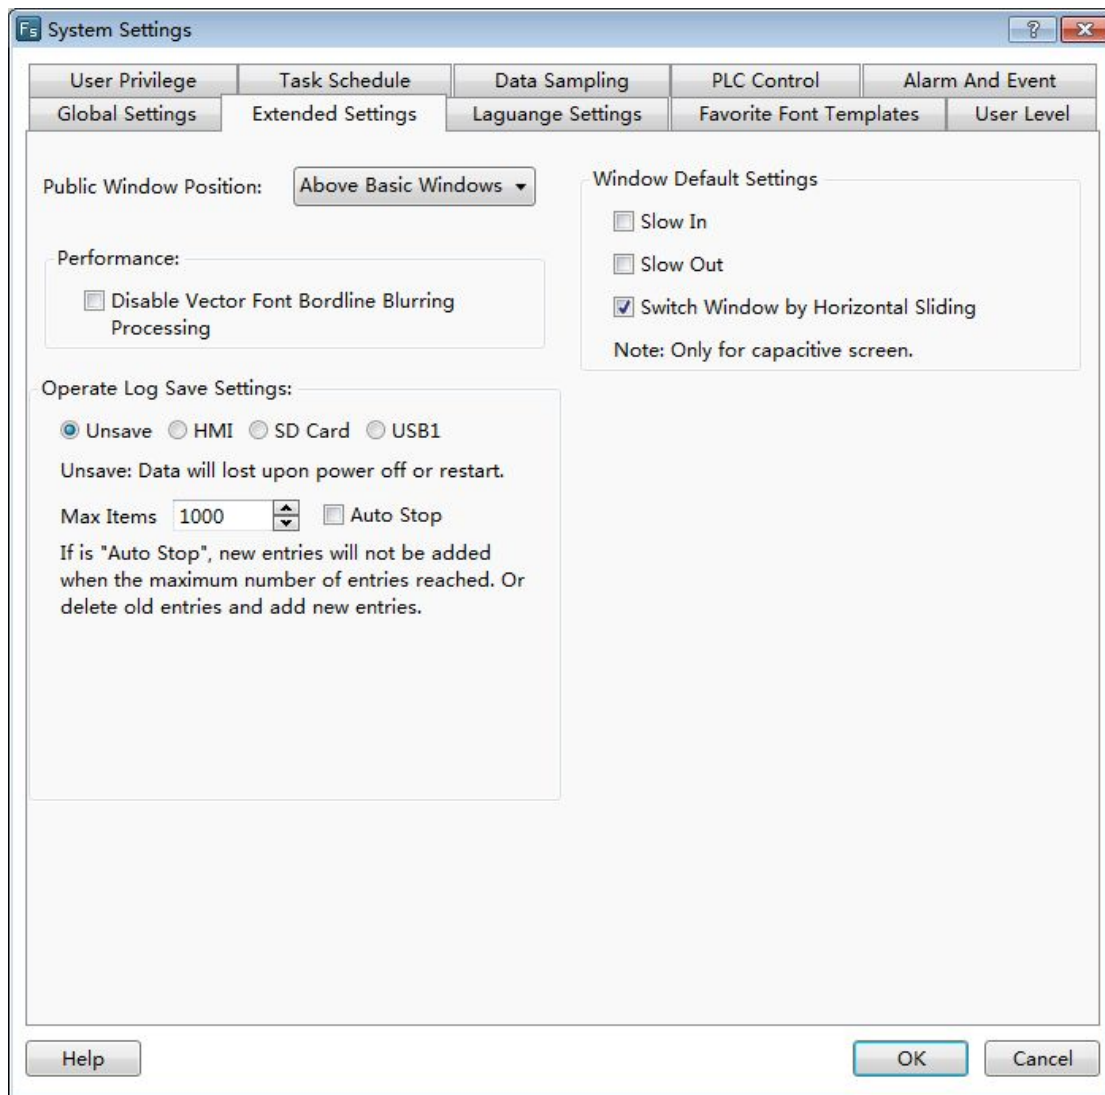 Fs System Settings
User Privilege Task Schedule Data Sampling PLC Control Alarm And Event
Global Settings Extended Settings Laguange Settings Favorite Font Templates User Level
Public Window Position: Above Basic Windows
Performance:
Disable Vector Font Bordline Blurring
Processing
Operate Log Save Settings:
Unsave HMI SD Card USB1
Unsave: Data will lost upon power off or restart.
Max Items 1000 Auto Stop
If is "Auto Stop", new entries will not be added
when the maximum number of entries reached. Or
delete old entries and add new entries.
Window Default Settings
Slow In
Slow Out
Switch Window by Horizontal Sliding
Note: Only for capacitive screen.
Help OK Cancel